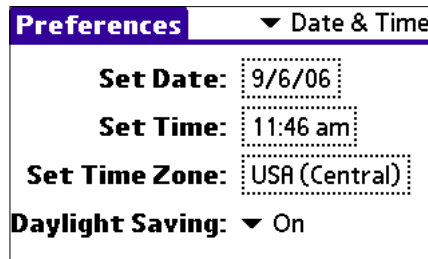 Preferences ▼ Date & Time
Set Date: 9/6/06
Set Time: 11:46 am
Set Time Zone: USA (Central)
Daylight Saving: ▼ On